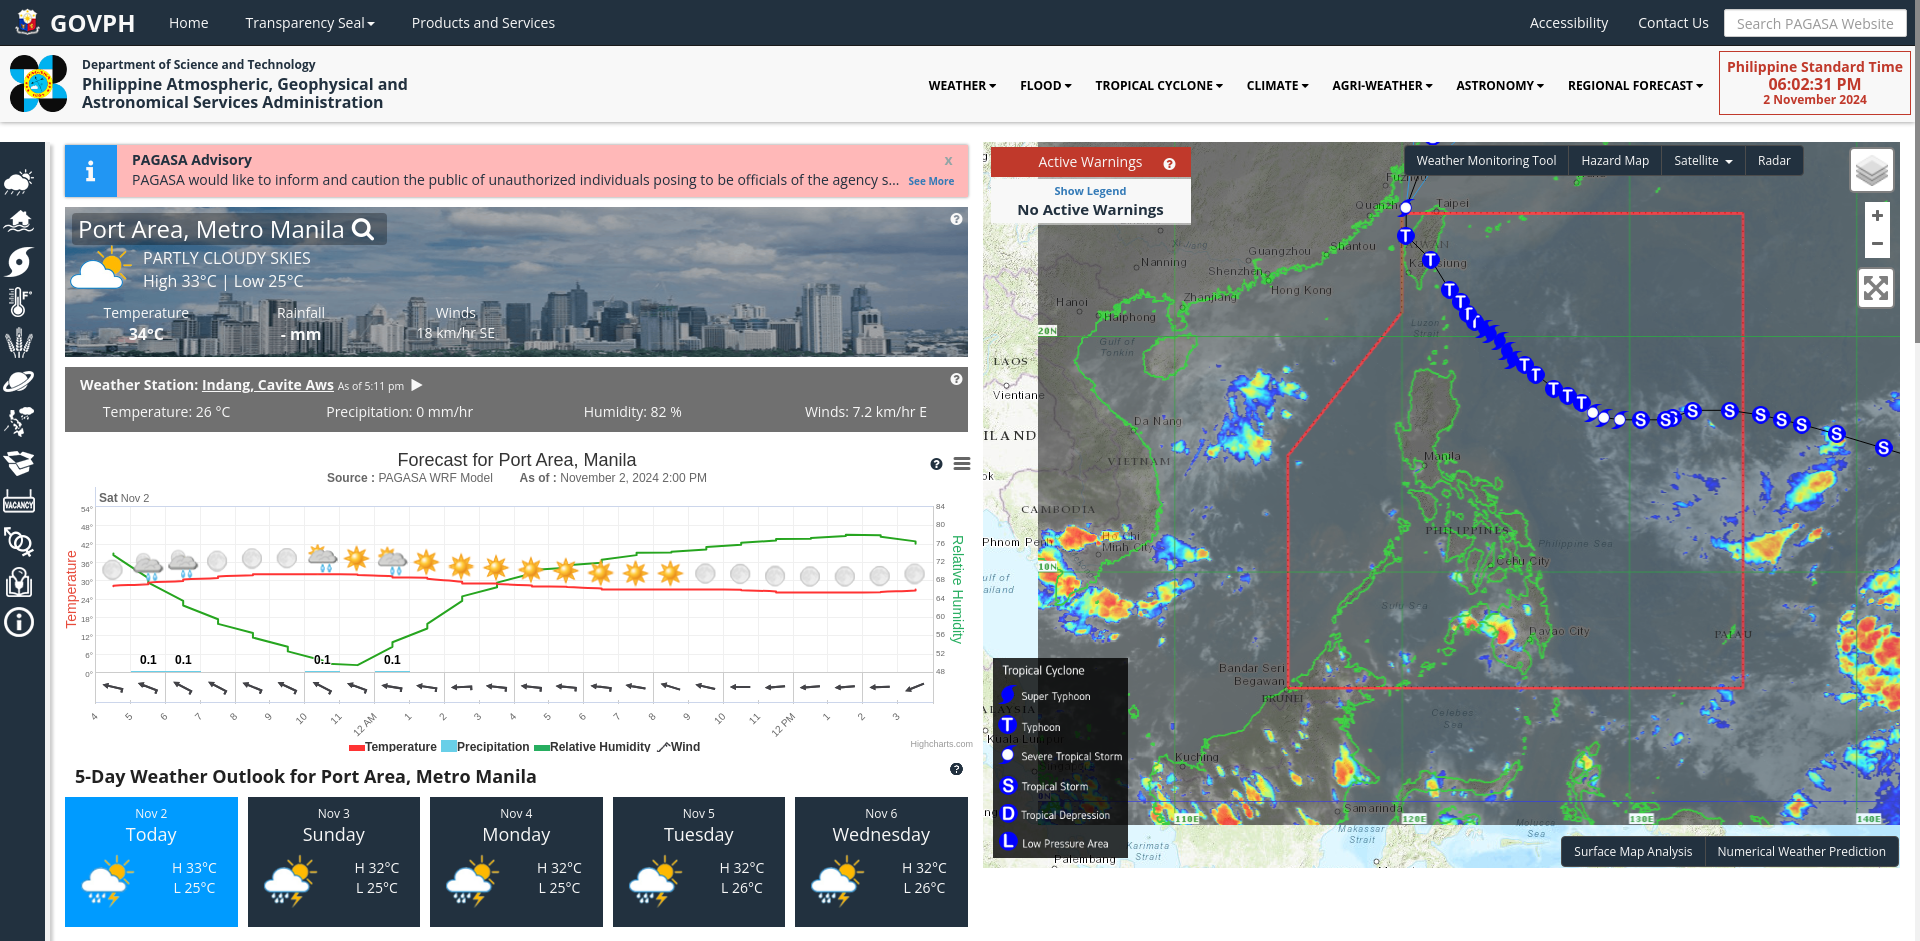 GOVPH Home Transparency Seal Products and Services Accessibility Contact Us Search PAGASA Website
Department of Science and Technology
Philippine Atmospheric, Geophysical and
Astronomical Services Administration
WEATHER FLOOD TROPICAL CYCLONE CLIMATE AGRI-WEATHER ASTRONOMY REGIONAL FORECAST
Philippine Standard Time
06:02:31 PM
2 November 2024
VACANCY
PAGASA Advisory x
PAGASA would like to inform and caution the public of unauthorized individuals posing to be officials of the agency s... See More
Port Area, Metro Manila
PARTLY CLOUDY SKIES
High 33°C | Low 25°C
Temperature Rainfall Winds
34°C - mm 18 km/hr SE
Weather Station: Indang, Cavite Aws As of 5:11 pm
Temperature: 26 °C Precipitation: 0 mm/hr Humidity: 82 % Winds: 7.2 km/hr E
Forecast for Port Area, Manila
Source : PAGASA WRF Model As of : November 2, 2024 2:00 PM
Sat Nov 2
54° 48° 42° 36° 30° 24° 18° 12° 6° 0°
Temperature
84 80 76 72 68 64 60 56 52 48
Relative Humidity
0.1 0.1 0.1 0.1
4 5 6 7 8 9 10 11 12 AM 1 2 3 4 5 6 7 8 9 10 11 12 PM 1 2 3
Temperature Precipitation Relative Humidity Wind
Highcharts.com
5-Day Weather Outlook for Port Area, Metro Manila
Nov 2
Today
H 33°C
L 25°C
Nov 3
Sunday
H 32°C
L 25°C
Nov 4
Monday
H 32°C
L 25°C
Nov 5
Tuesday
H 32°C
L 26°C
Nov 6
Wednesday
H 32°C
L 26°C
Active Warnings
Show Legend
No Active Warnings
Weather Monitoring Tool Hazard Map Satellite Radar
+
−
Taipei
Quanzhou
Guangzhou
Shantou
Nanning
Shenzhen
Hong Kong
Zhanjiang
Hanoi
Haiphong
20N
Luzon
Strait
Gulf of
Tonkin
LAOS
Vientiane
Da Nang
VIETNAM
Manila
CAMBODIA
Phnom Penh
Ho Chi
Minh City
PHILIPPINES
Philippine Sea
Cebu City
10N
Sulu Sea
Davao City
PALAU
Bandar Seri
Begawan
BRUNEI
Celebes
Sea
Kuching
Samarinda
110E 120E 130E 140E
Makassar
Strait
Molucca
Sea
Karimata
Strait
Palembang
Tropical Cyclone
Super Typhoon
T Typhoon
Severe Tropical Storm
S Tropical Storm
D Tropical Depression
L Low Pressure Area
Surface Map Analysis Numerical Weather Prediction